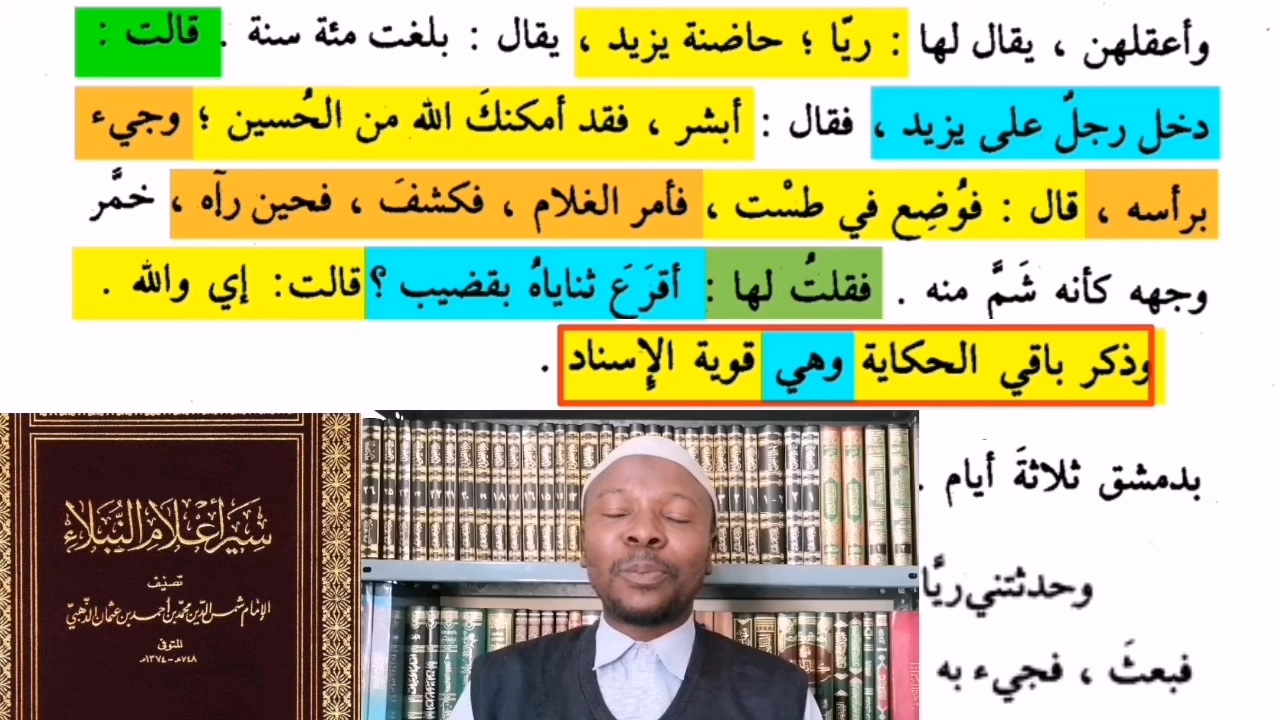 وأعقلهن ، يقال لها : ريّا ؛ حاضنة يزيد ، يقال : بلغت مئة سنة . قالت :
دخل رجلٌ على يزيد ، فقال : أبشر ، فقد أمكنكَ الله من الحُسين ؛ وجيء
برأسه ، قال : فوُضِع في طسْت ، فأمر الغلام ، فكشفَ ، فحين رآه ، خمَّر
وجهه كأنه شَمَّ منه . فقلتُ لها : أقرَعَ ثناياهُ بقضيب ؟ قالت: إي والله .
وذكر باقي الحكاية وهي قوية الإسناد .
بدمشق ثلاثةَ أيام .
وحدثتني ريَّا
فبعثَ ، فجيء به
سير أعلام النبلاء
تصنيف
الإمام شمس الدين محمد بن أحمد بن عثمان الذهبي
المتوفى
٧٤٨هـ - ١٣٧٤م